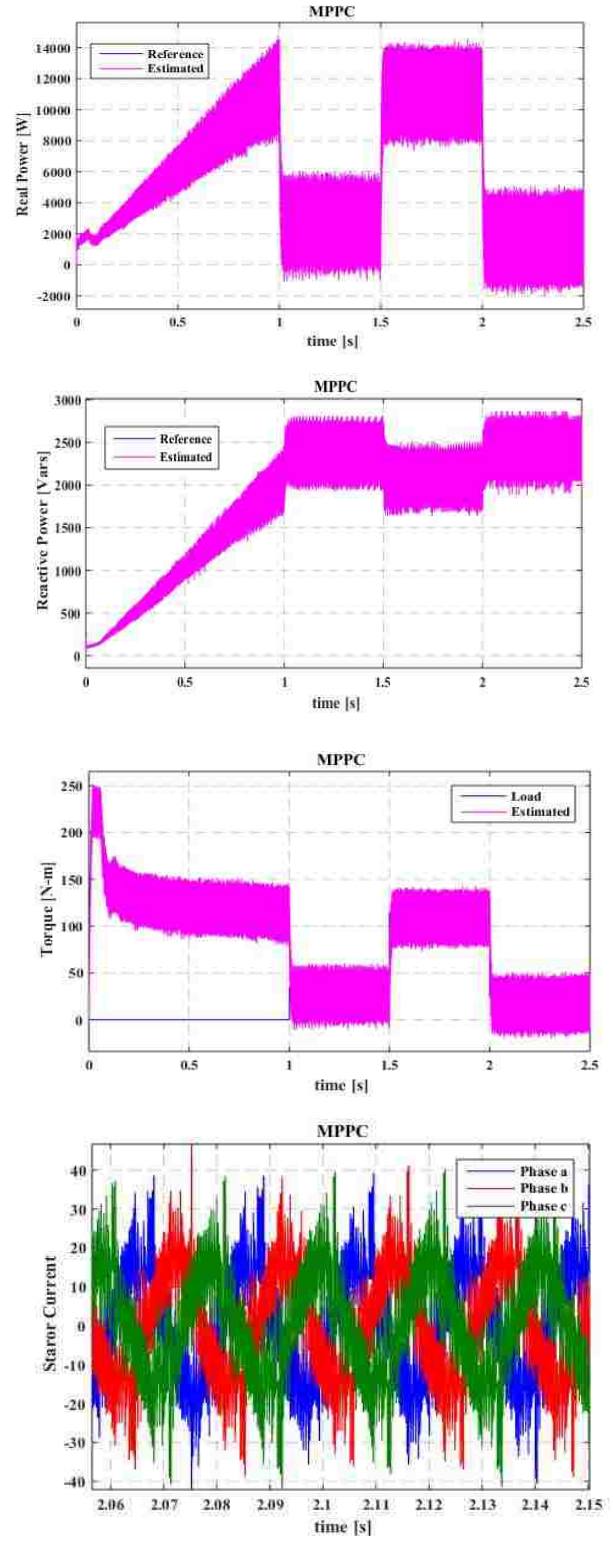 MPPC
Real Power [W]
Reference
Estimated
14000
12000
10000
8000
6000
4000
2000
0
-2000
0 0.5 1 1.5 2 2.5
time [s]
MPPC
Reactive Power [Vars]
Reference
Estimated
3000
2500
2000
1500
1000
500
0
0 0.5 1 1.5 2 2.5
time [s]
MPPC
Torque [N-m]
Load
Estimated
250
200
150
100
50
0
0 0.5 1 1.5 2 2.5
time [s]
MPPC
Staror Current
Phase a
Phase b
Phase c
40
30
20
10
0
-10
-20
-30
-40
2.06 2.07 2.08 2.09 2.1 2.11 2.12 2.13 2.14 2.15
time [s]